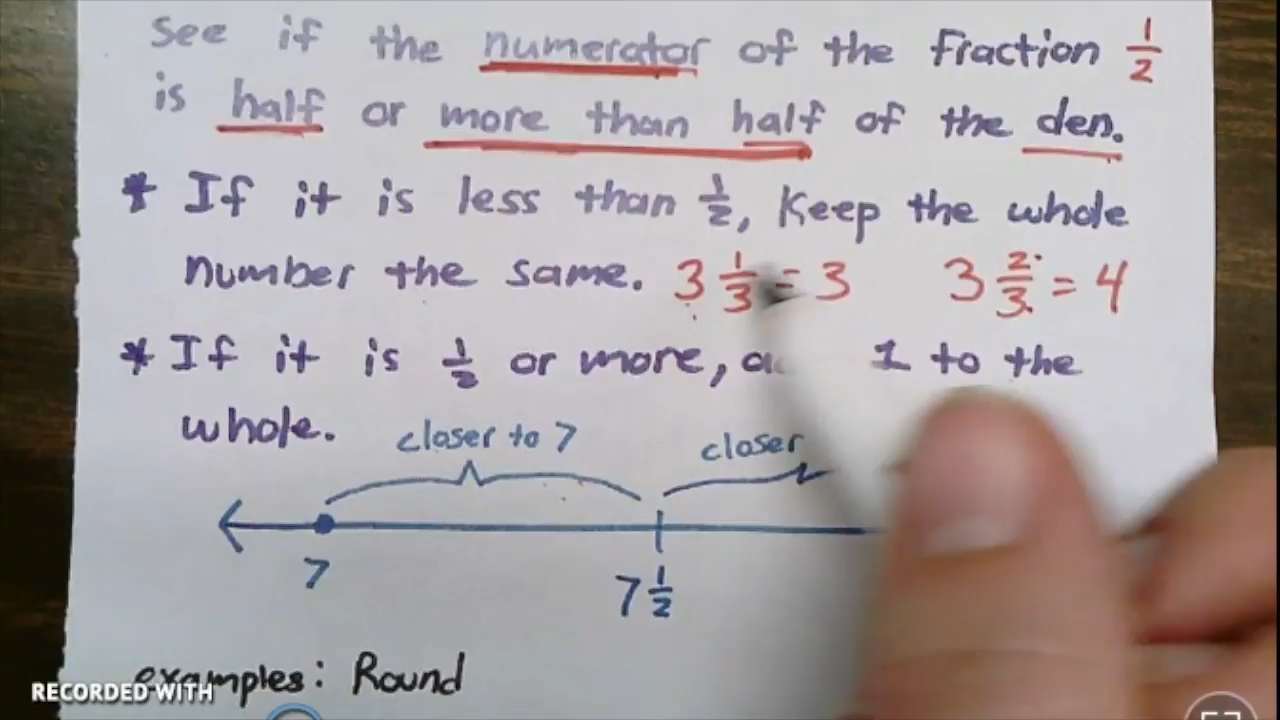 See if the numerator of the fraction 1/2
is half or more than half of the den.
* If it is less than 1/2, Keep the whole
number the same. 3 1/3 = 3 3 2/3 = 4
* If it is 1/2 or more, 1 to the
whole. closer to 7 closer
7 7 1/2
examples: Round
RECORDED WITH